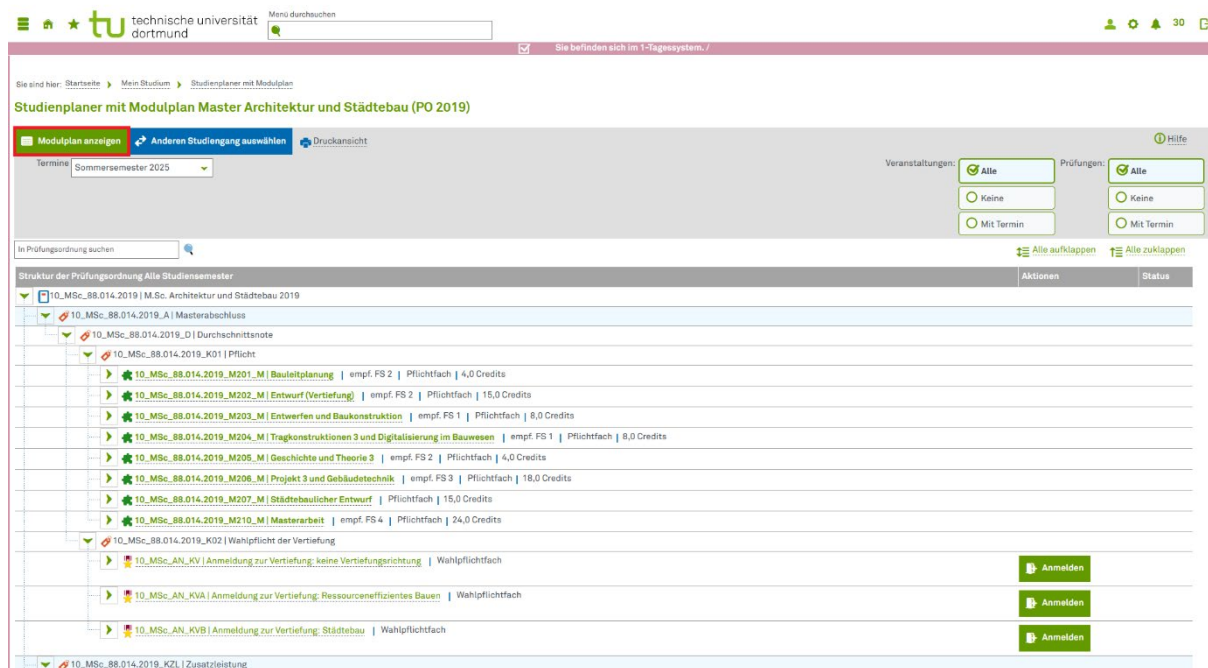 Menü durchsuchen
technische universität
dortmund
30
Sie befinden sich im 1-Tagessystem. /
Sie sind hier: Startseite Mein Studium Studienplaner mit Modulplan
Studienplaner mit Modulplan Master Architektur und Städtebau (PO 2019)
Modulplan anzeigen Anderen Studiengang auswählen Druckansicht Hilfe
Termine Sommersemester 2025 Veranstaltungen: Alle Prüfungen: Alle
Keine Keine
Mit Termin Mit Termin
In Prüfungsordnung suchen Alle aufklappen Alle zuklappen
Struktur der Prüfungsordnung Alle Studiensemester Aktionen Status
10_MSc_88.014.2019 | M.Sc. Architektur und Städtebau 2019
10_MSc_88.014.2019_A | Masterabschluss
10_MSc_88.014.2019_D | Durchschnittsnote
10_MSc_88.014.2019_K01 | Pflicht
10_MSc_88.014.2019_M201_M | Bauleitplanung | empf. FS 2 | Pflichtfach | 4,0 Credits
10_MSc_88.014.2019_M202_M | Entwurf (Vertiefung) | empf. FS 2 | Pflichtfach | 15,0 Credits
10_MSc_88.014.2019_M203_M | Entwerfen und Baukonstruktion | empf. FS 1 | Pflichtfach | 8,0 Credits
10_MSc_88.014.2019_M204_M | Tragkonstruktionen 3 und Digitalisierung im Bauwesen | empf. FS 1 | Pflichtfach | 8,0 Credits
10_MSc_88.014.2019_M205_M | Geschichte und Theorie 3 | empf. FS 2 | Pflichtfach | 4,0 Credits
10_MSc_88.014.2019_M206_M | Projekt 3 und Gebäudetechnik | empf. FS 3 | Pflichtfach | 18,0 Credits
10_MSc_88.014.2019_M207_M | Städtebaulicher Entwurf | Pflichtfach | 15,0 Credits
10_MSc_88.014.2019_M210_M | Masterarbeit | empf. FS 4 | Pflichtfach | 24,0 Credits
10_MSc_88.014.2019_K02 | Wahlpflicht der Vertiefung
10_MSc_AN_KV | Anmeldung zur Vertiefung: keine Vertiefungsrichtung | Wahlpflichtfach Anmelden
10_MSc_AN_KVA | Anmeldung zur Vertiefung: Ressourceneffizientes Bauen | Wahlpflichtfach Anmelden
10_MSc_AN_KVB | Anmeldung zur Vertiefung: Städtebau | Wahlpflichtfach Anmelden
10_MSc_88.014.2019_KZL | Zusatzleistung